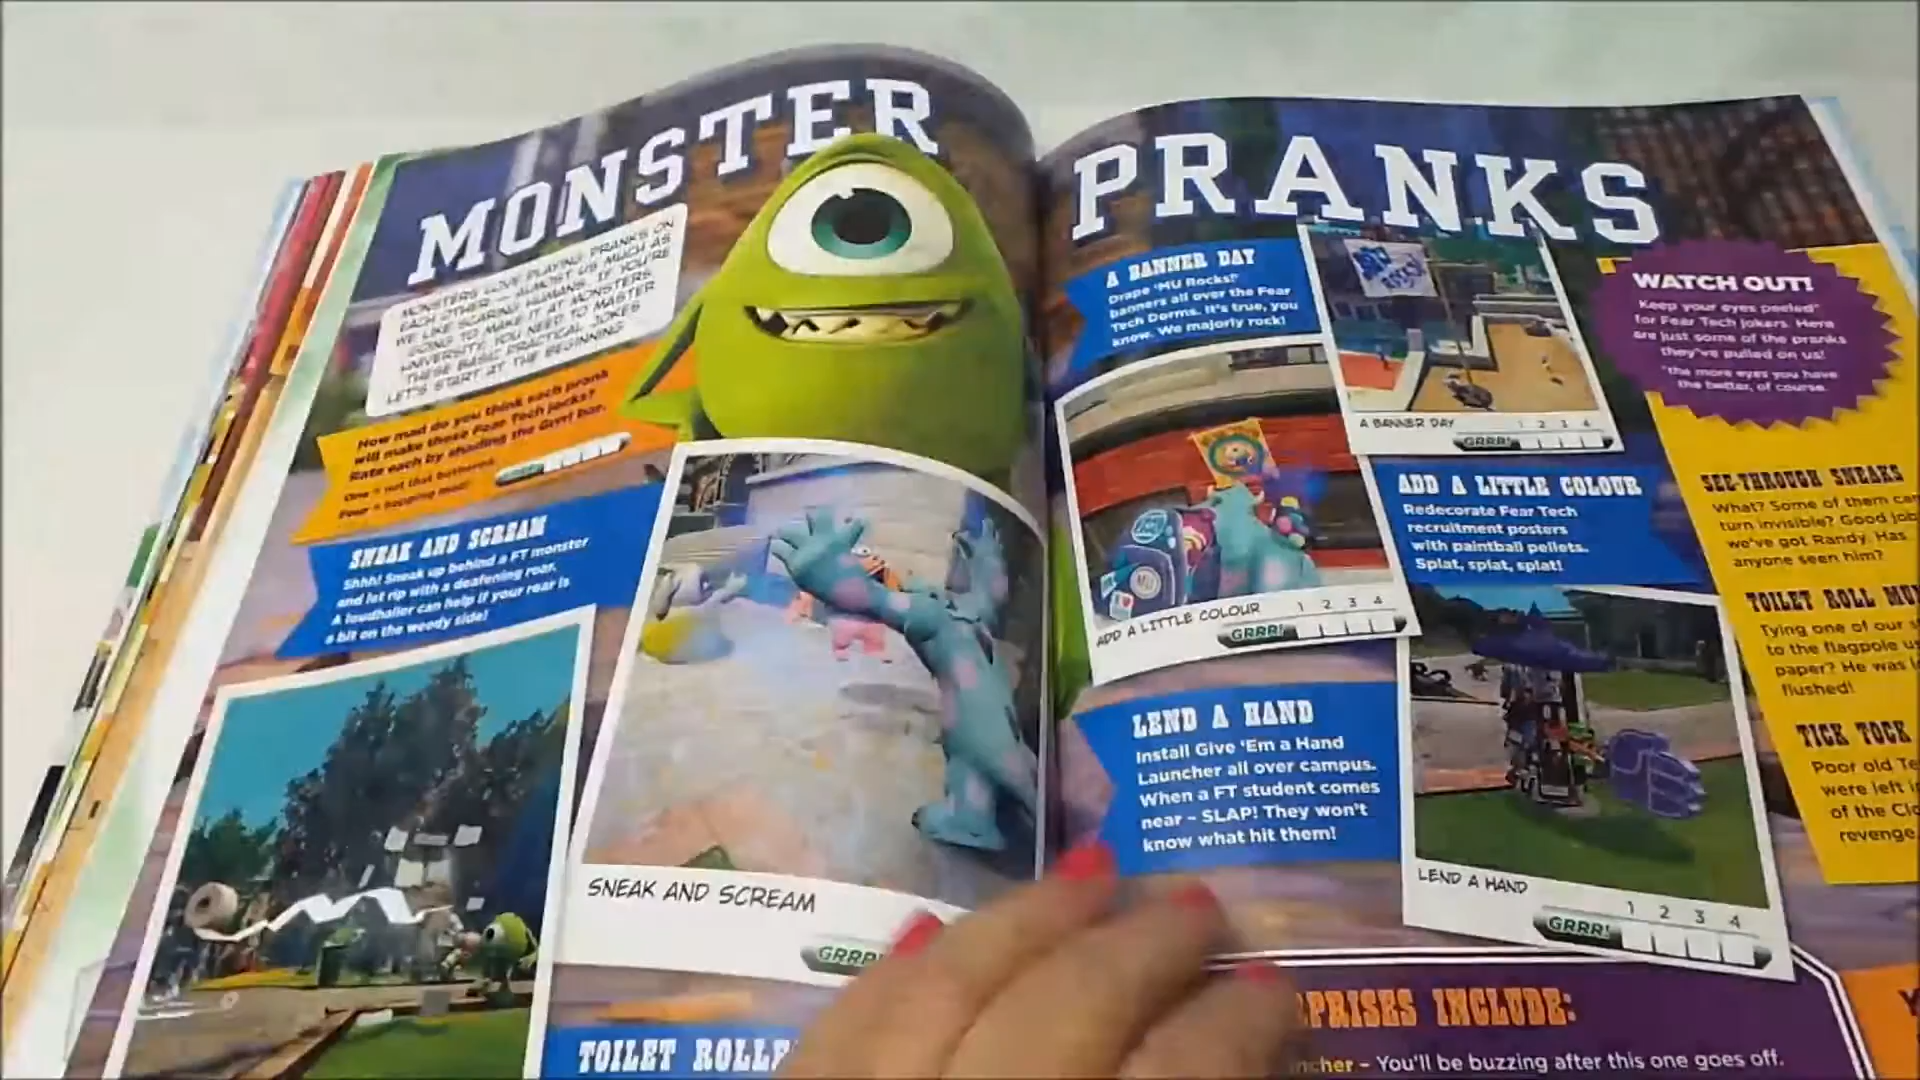 MONSTER PRANKS
MONSTERS LOVE PLAYING PRANKS ON
EACH OTHER – ALMOST AS MUCH AS
WE LIKE SCARING HUMANS. IF YOU'RE
GOING TO MAKE IT AT MONSTERS
UNIVERSITY, YOU NEED TO MASTER
THESE BASIC PRACTICAL JOKES.
LET'S START AT THE BEGINNING
How mad do you think each prank
will make these Fear Tech jocks?
Rate each by shading the Grrr! bar.
One = not that bothered
Four = hopping mad!
SNEAK AND SCREAM
Shhh! Sneak up behind a FT monster
and let rip with a deafening roar.
A loudhailer can help if your roar is
a bit on the weedy side!
SNEAK AND SCREAM
GRRR
TOILET ROLLE
A BANNER DAY
Drape 'MU Rocks!'
banners all over the Fear
Tech Dorms. It's true, you
know. We majorly rock!
A BANNER DAY
1 2 3 4
GRRR!
ADD A LITTLE COLOUR
Redecorate Fear Tech
recruitment posters
with paintball pellets.
Splat, splat, splat!
MU
ADD A LITTLE COLOUR
1 2 3 4
GRRR!
LEND A HAND
Install Give 'Em a Hand
Launcher all over campus.
When a FT student comes
near – SLAP! They won't
know what hit them!
LEND A HAND
1 2 3 4
GRRR!
WATCH OUT!
Keep your eyes peeled*
for Fear Tech jokers. Here
are just some of the pranks
they've pulled on us!
*the more eyes you have
the better, of course.
SEE-THROUGH SNEAKS
What? Some of them can
turn invisible? Good job
we've got Randy. Has
anyone seen him?
TOILET ROLL MO
Tying one of our s
to the flagpole us
paper? He was l
flushed!
TICK TOCK
Poor old Te
were left i
of the Clo
revenge.
PRISES INCLUDE:
ncher – You'll be buzzing after this one goes off.